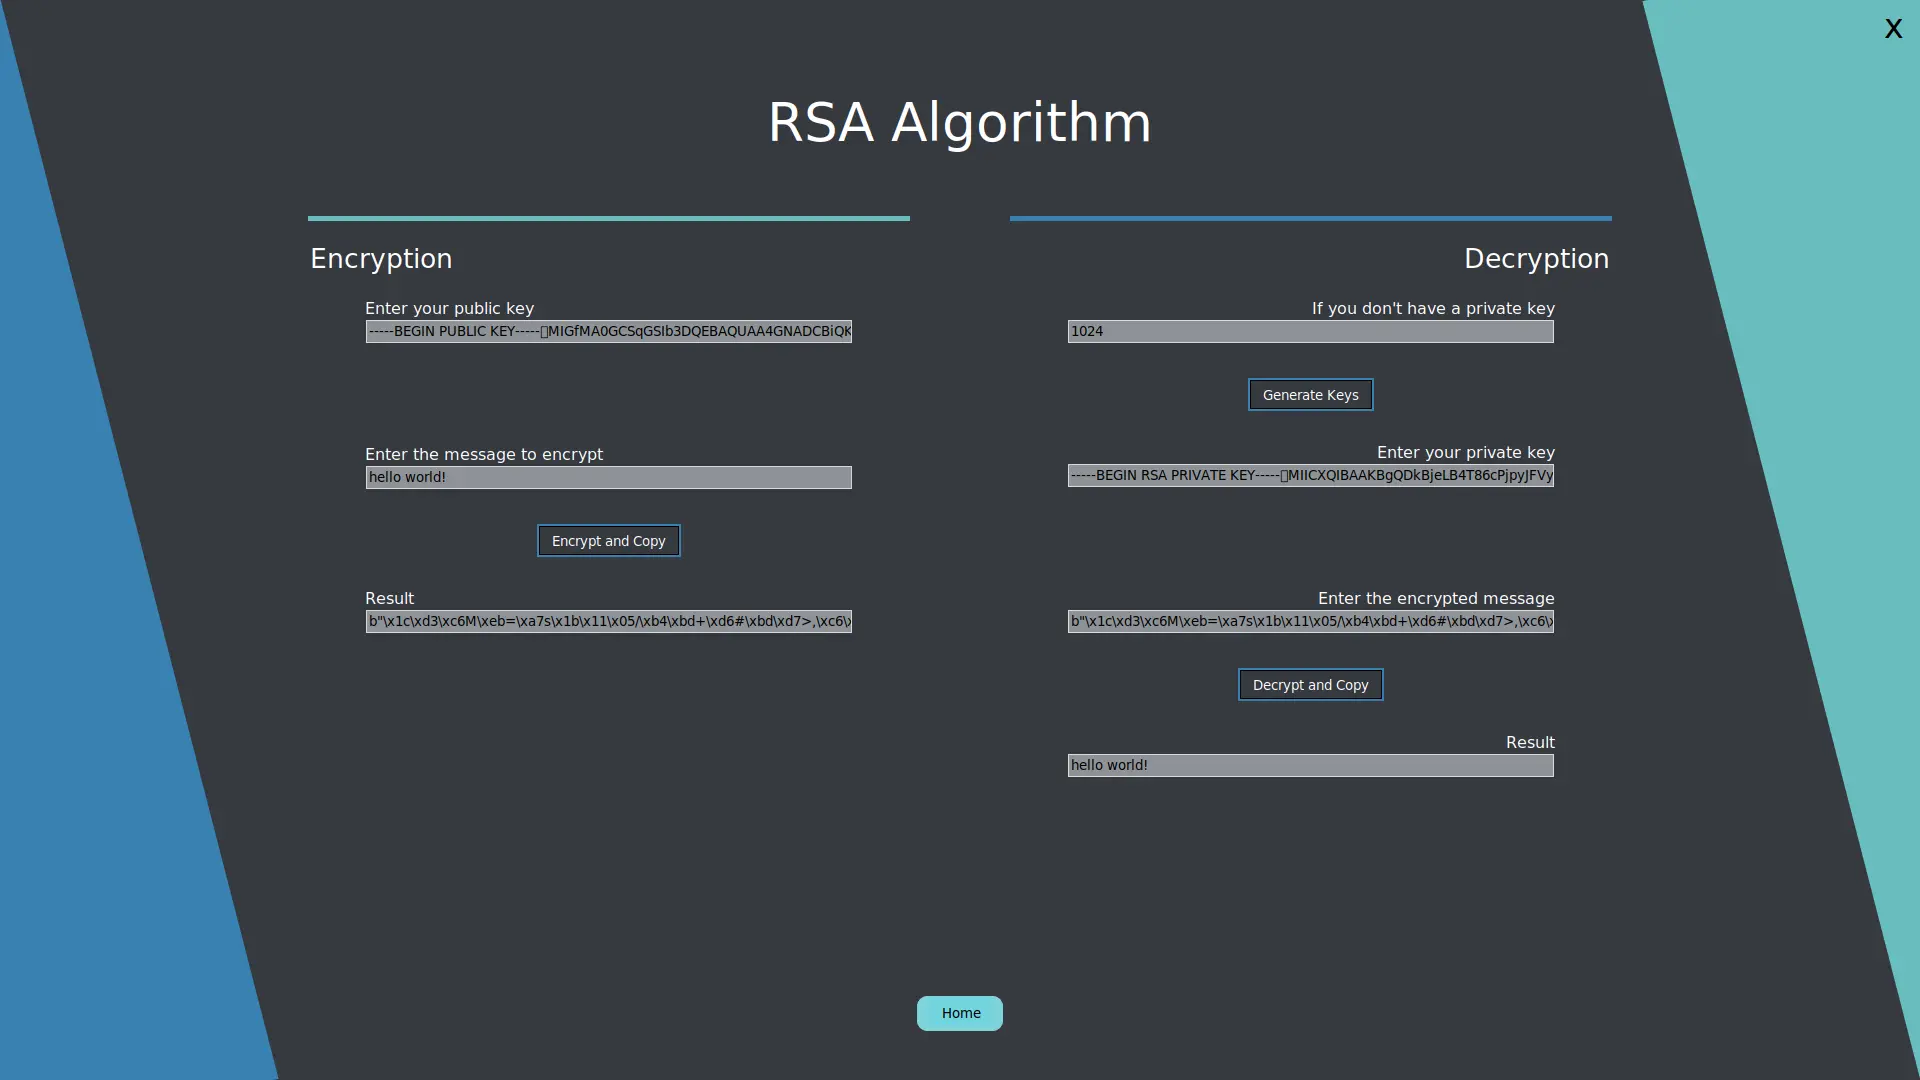 X
RSA Algorithm
Encryption
Enter your public key
-----BEGIN PUBLIC KEY-----▯MIGfMA0GCSqGSIb3DQEBAQUAA4GNADCBiQK
Enter the message to encrypt
hello world!
Encrypt and Copy
Result
b"\x1c\xd3\xc6M\xeb=\xa7s\x1b\x11\x05/\xb4\xbd+\xd6#\xbd\xd7>,\xc6\x
Decryption
If you don't have a private key
1024
Generate Keys
Enter your private key
-----BEGIN RSA PRIVATE KEY-----▯MIICXQIBAAKBgQDkBjeLB4T86cPjpyJFVy
Enter the encrypted message
b"\x1c\xd3\xc6M\xeb=\xa7s\x1b\x11\x05/\xb4\xbd+\xd6#\xbd\xd7>,\xc6\x
Decrypt and Copy
Result
hello world!
Home